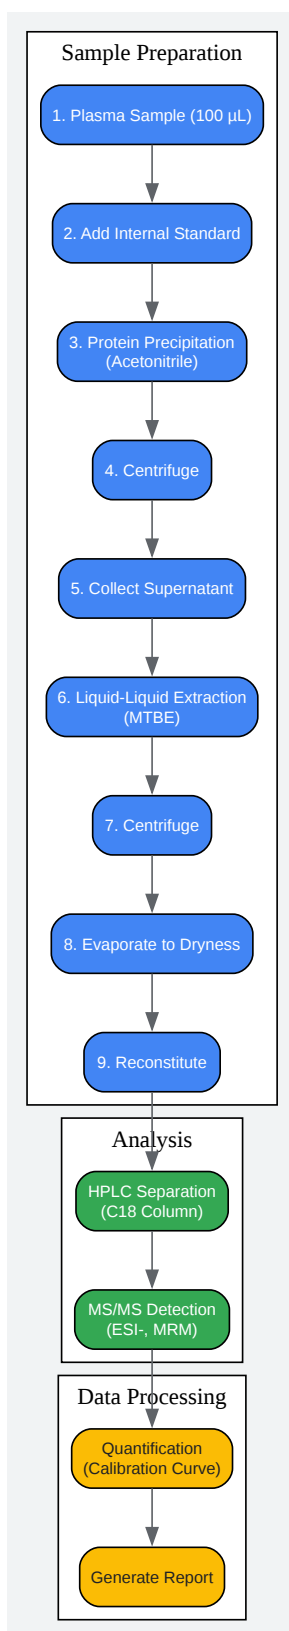 Sample Preparation
1. Plasma Sample (100 µL)
2. Add Internal Standard
3. Protein Precipitation
(Acetonitrile)
4. Centrifuge
5. Collect Supernatant
6. Liquid-Liquid Extraction
(MTBE)
7. Centrifuge
8. Evaporate to Dryness
9. Reconstitute
Analysis
HPLC Separation
(C18 Column)
MS/MS Detection
(ESI-, MRM)
Data Processing
Quantification
(Calibration Curve)
Generate Report